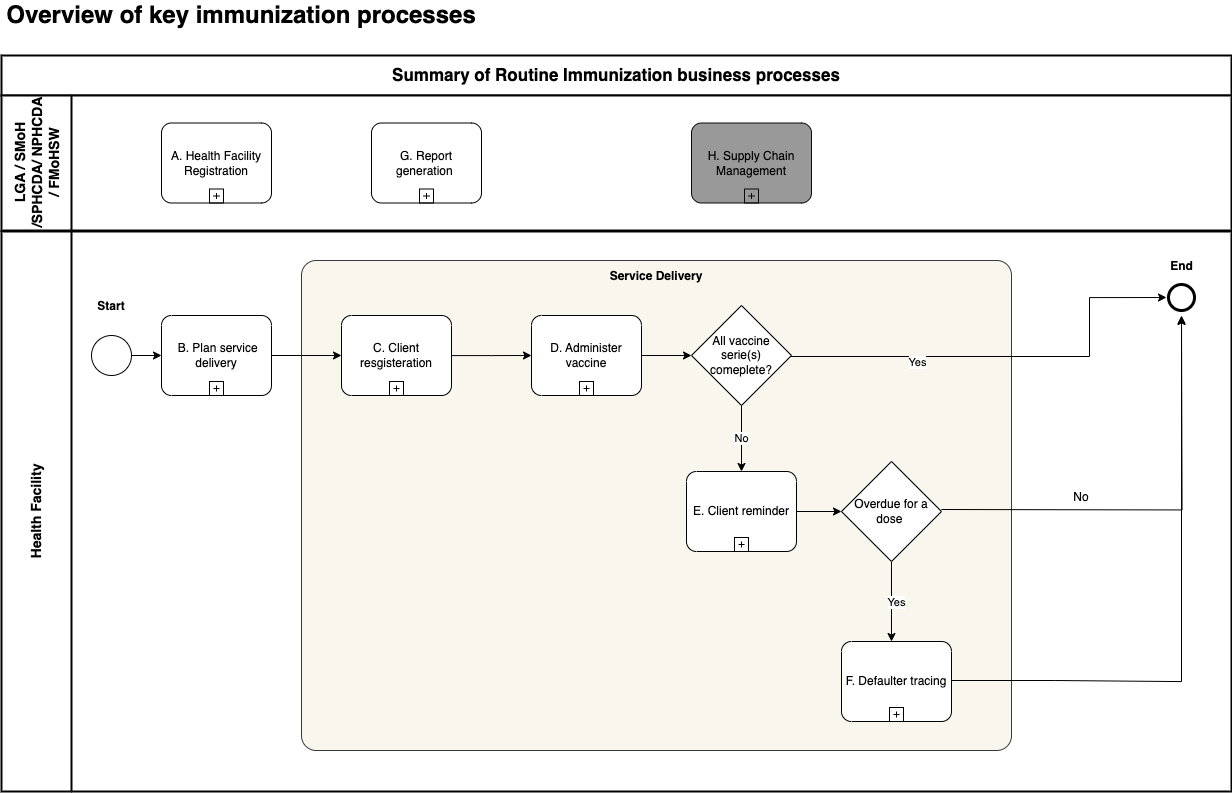 Overview of key immunization processes
Summary of Routine Immunization business processes
LGA / SMoH
/SPHCDA/ NPHCDA
/ FMoHSW
A. Health Facility
Registration
G. Report
generation
H. Supply Chain
Management
Health Facility
Service Delivery
Start
End
B. Plan service
delivery
C. Client
resgisteration
D. Administer
vaccine
All vaccine
serie(s)
comeplete?
Yes
No
E. Client reminder
Overdue for a
dose
No
Yes
F. Defaulter tracing